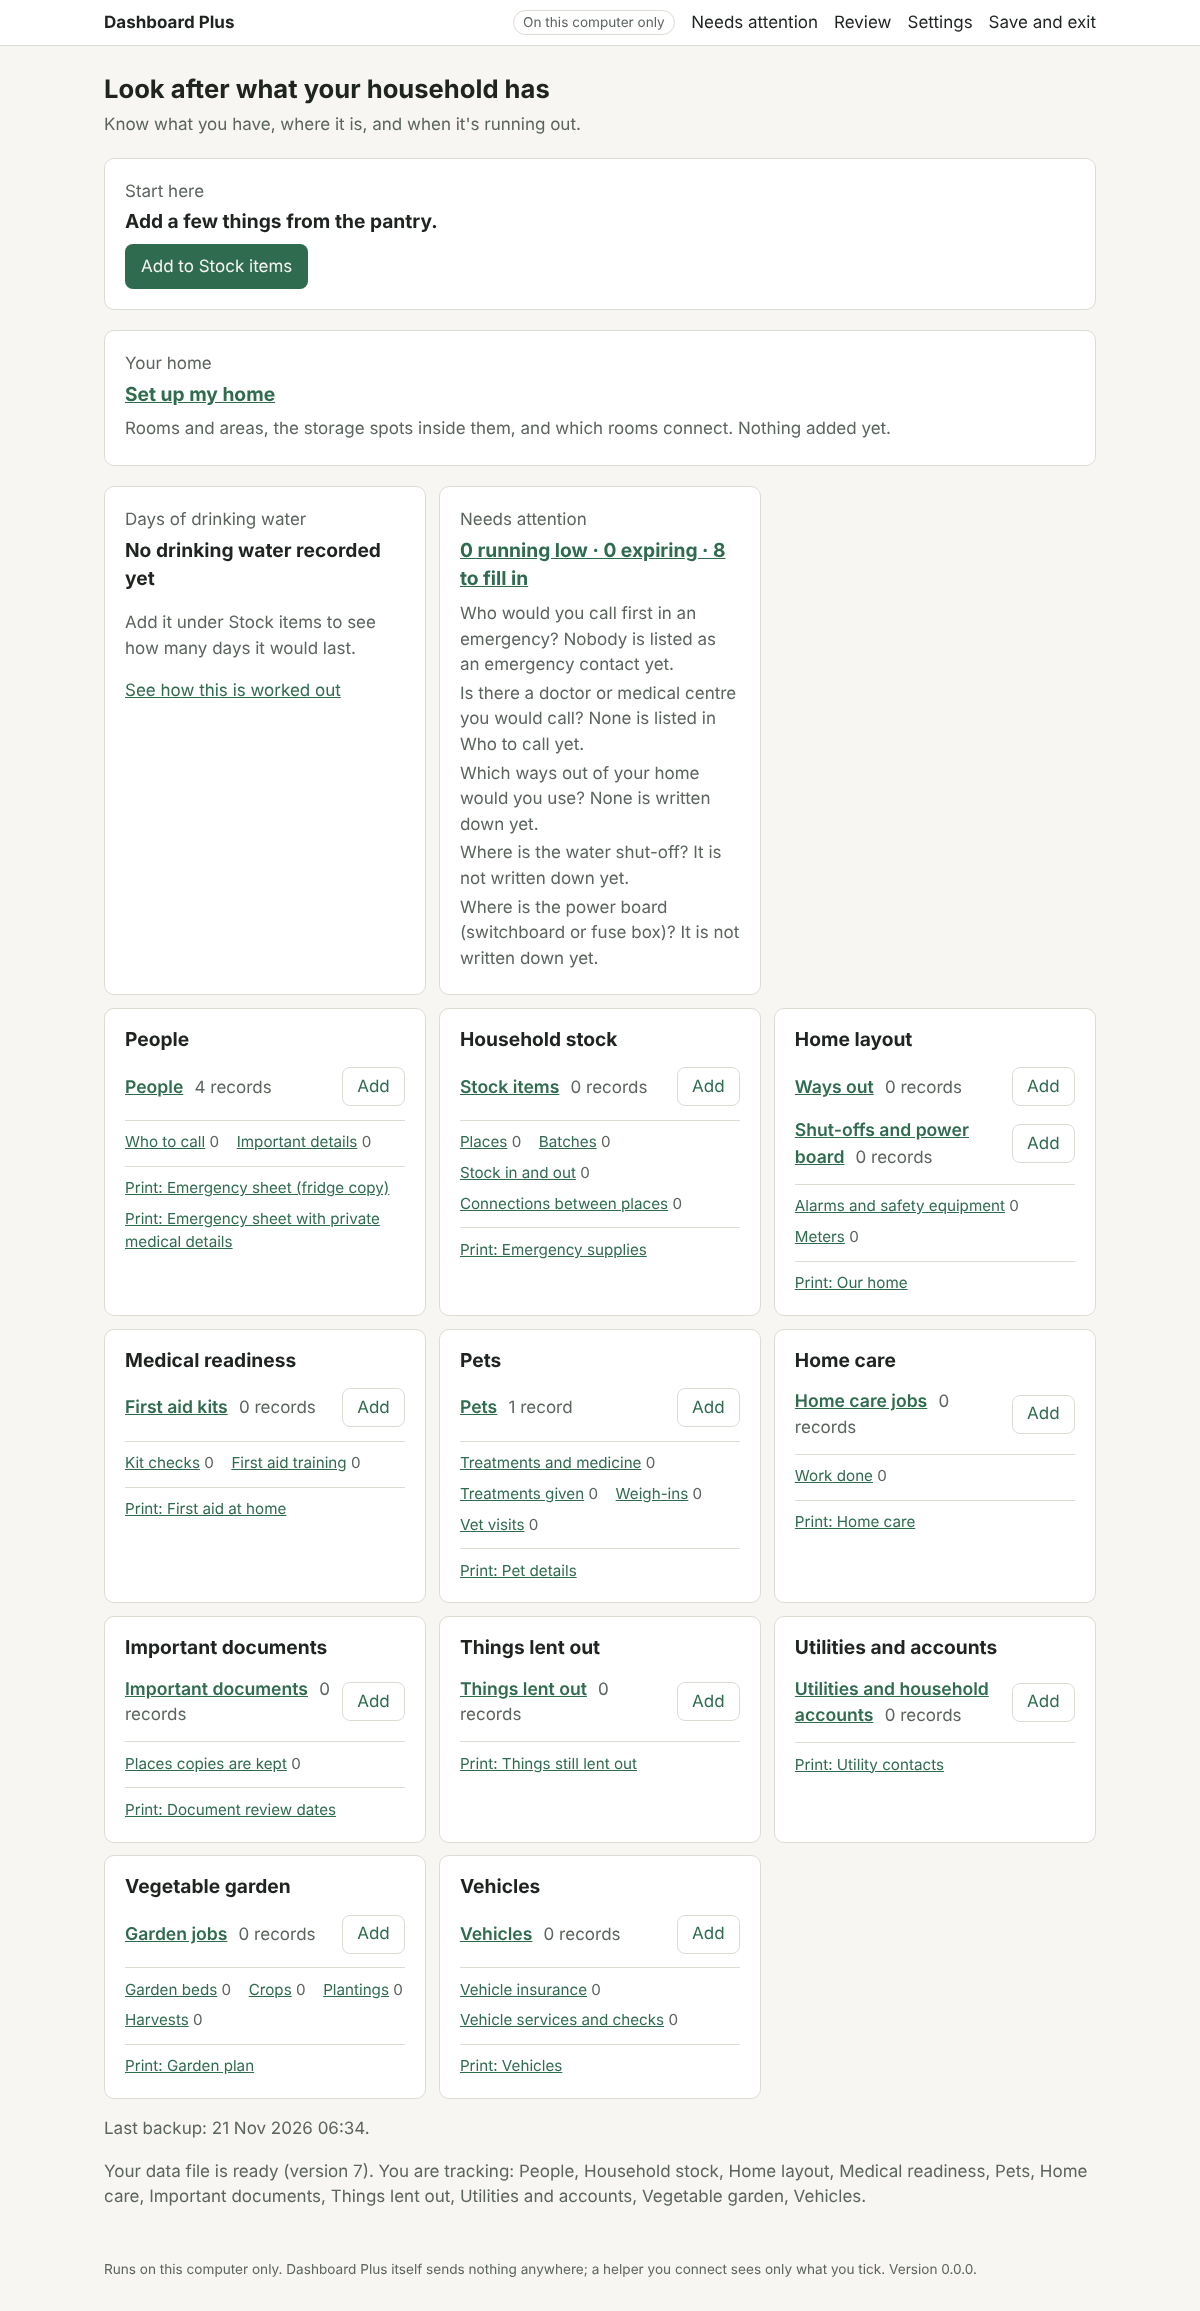 Dashboard Plus
On this computer only
Needs attention
Review
Settings
Save and exit
Look after what your household has
Know what you have, where it is, and when it's running out.
Start here
Add a few things from the pantry.
Add to Stock items
Your home
Set up my home
Rooms and areas, the storage spots inside them, and which rooms connect. Nothing added yet.
Days of drinking water
No drinking water recorded
yet
Add it under Stock items to see
how many days it would last.
See how this is worked out
Needs attention
0 running low · 0 expiring · 8
to fill in
Who would you call first in an
emergency? Nobody is listed as
an emergency contact yet.
Is there a doctor or medical centre
you would call? None is listed in
Who to call yet.
Which ways out of your home
would you use? None is written
down yet.
Where is the water shut-off? It is
not written down yet.
Where is the power board
(switchboard or fuse box)? It is not
written down yet.
People
People 4 records
Add
Who to call 0 Important details 0
Print: Emergency sheet (fridge copy)
Print: Emergency sheet with private
medical details
Household stock
Stock items 0 records
Add
Places 0 Batches 0
Stock in and out 0
Connections between places 0
Print: Emergency supplies
Home layout
Ways out 0 records
Add
Shut-offs and power
board 0 records
Add
Alarms and safety equipment 0
Meters 0
Print: Our home
Medical readiness
First aid kits 0 records
Add
Kit checks 0 First aid training 0
Print: First aid at home
Pets
Pets 1 record
Add
Treatments and medicine 0
Treatments given 0 Weigh-ins 0
Vet visits 0
Print: Pet details
Home care
Home care jobs 0
records
Add
Work done 0
Print: Home care
Important documents
Important documents 0
records
Add
Places copies are kept 0
Print: Document review dates
Things lent out
Things lent out 0
records
Add
Print: Things still lent out
Utilities and accounts
Utilities and household
accounts 0 records
Add
Print: Utility contacts
Vegetable garden
Garden jobs 0 records
Add
Garden beds 0 Crops 0 Plantings 0
Harvests 0
Print: Garden plan
Vehicles
Vehicles 0 records
Add
Vehicle insurance 0
Vehicle services and checks 0
Print: Vehicles
Last backup: 21 Nov 2026 06:34.
Your data file is ready (version 7). You are tracking: People, Household stock, Home layout, Medical readiness, Pets, Home
care, Important documents, Things lent out, Utilities and accounts, Vegetable garden, Vehicles.
Runs on this computer only. Dashboard Plus itself sends nothing anywhere; a helper you connect sees only what you tick. Version 0.0.0.